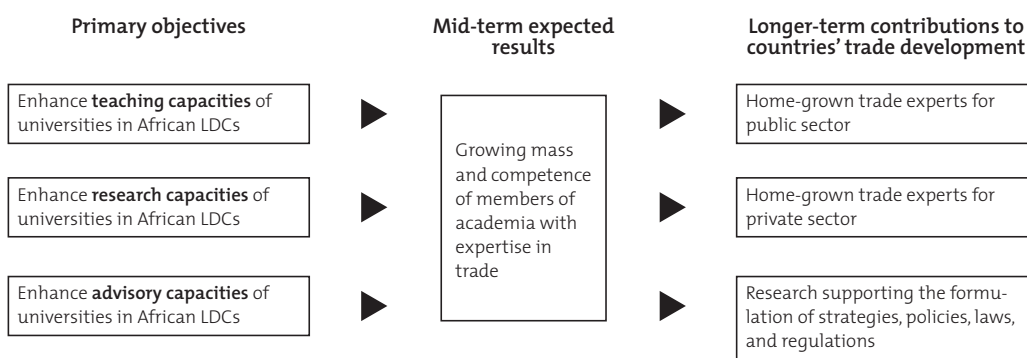 Primary objectives
Mid-term expected
results
Longer-term contributions to
countries’ trade development
Enhance teaching capacities of
universities in African LDCs
Enhance research capacities of
universities in African LDCs
Enhance advisory capacities of
universities in African LDCs
Growing mass
and competence
of members of
academia with
expertise in
trade
Home-grown trade experts for
public sector
Home-grown trade experts for
private sector
Research supporting the formu-
lation of strategies, policies, laws,
and regulations